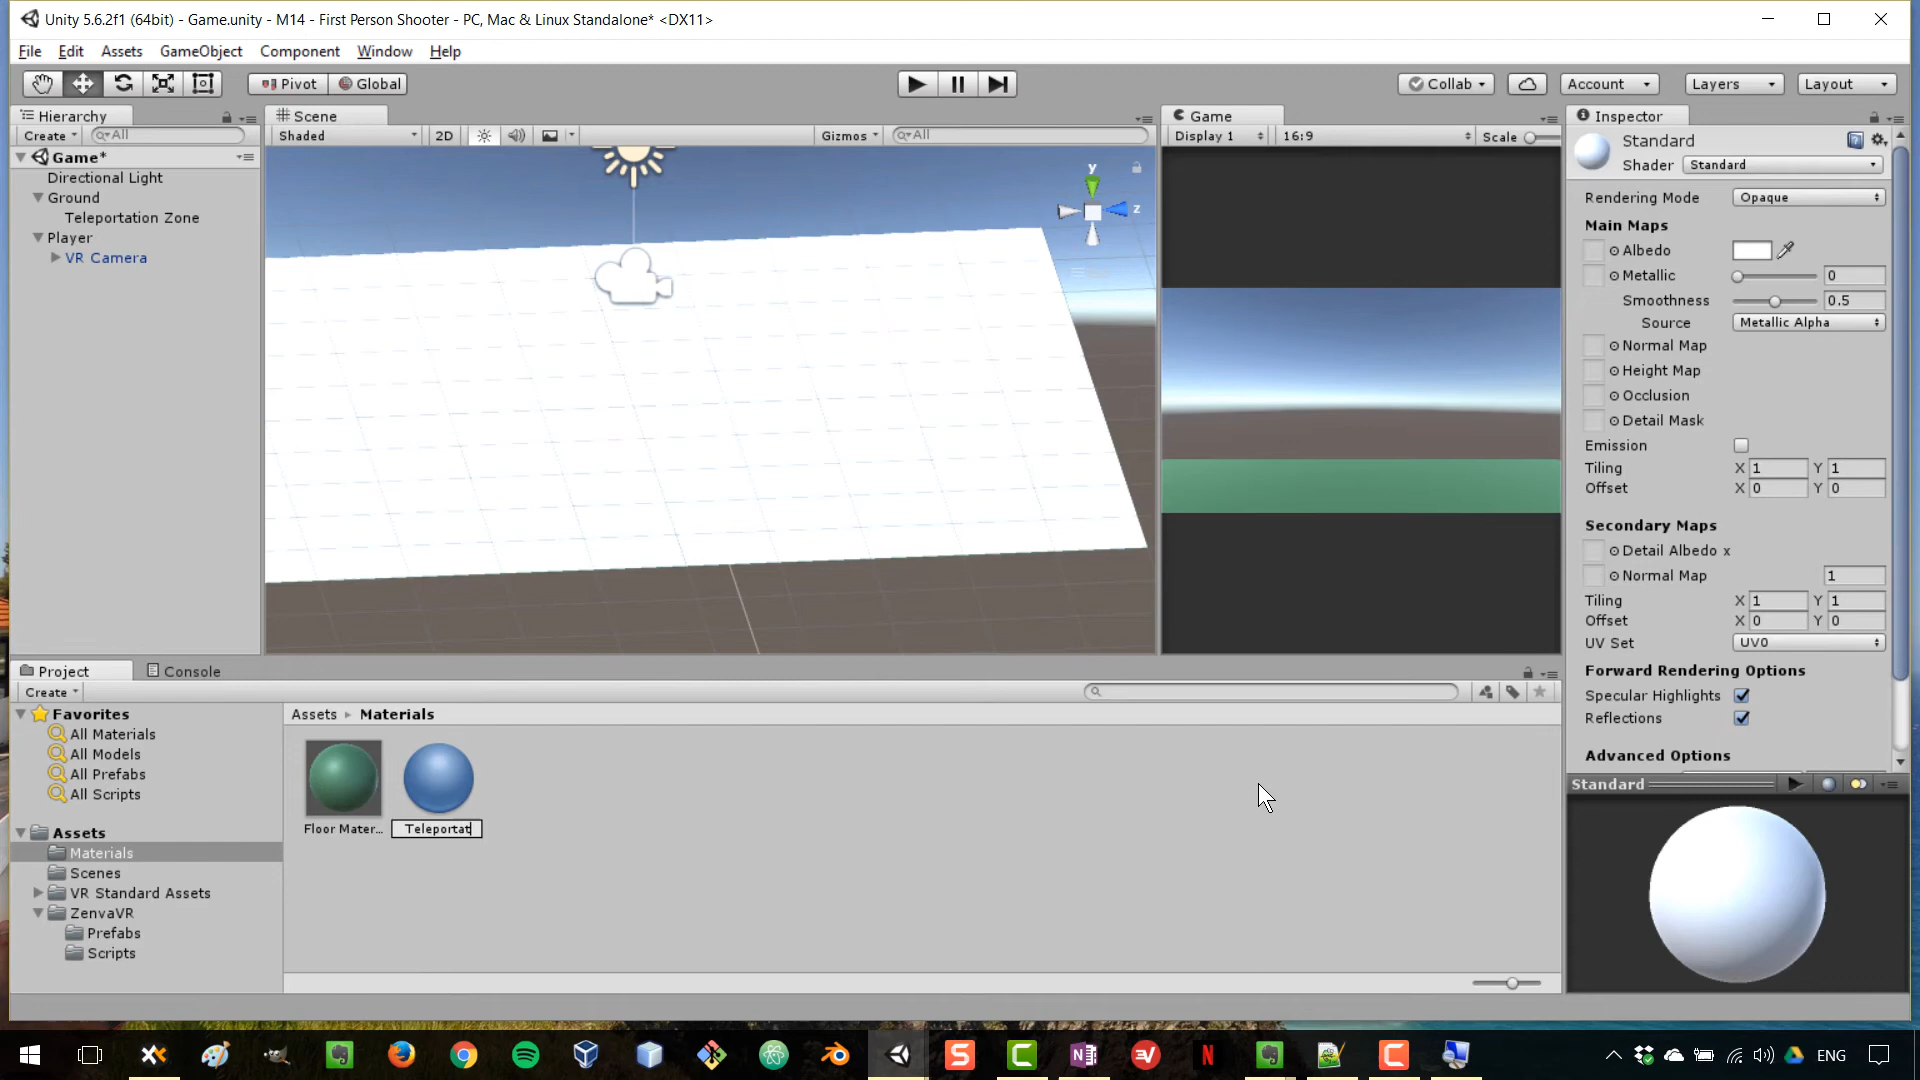 Unity 5.6.2f1 (64bit) - Game.unity - M14 - First Person Shooter - PC, Mac & Linux Standalone* <DX11>
File Edit Assets GameObject Component Window Help
Pivot Global Collab Account Layers Layout
Hierarchy
Create All
Game*
Directional Light
Ground
Teleportation Zone
Player
VR Camera
Scene
Shaded 2D Gizmos All
y
z
Game
Display 1 16:9 Scale
Inspector
Standard
Shader Standard
Rendering Mode Opaque
Main Maps
Albedo
Metallic 0
Smoothness 0.5
Source Metallic Alpha
Normal Map
Height Map
Occlusion
Detail Mask
Emission
Tiling X 1 Y 1
Offset X 0 Y 0
Secondary Maps
Detail Albedo x
Normal Map 1
Tiling X 1 Y 1
Offset X 0 Y 0
UV Set UV0
Forward Rendering Options
Specular Highlights
Reflections
Advanced Options
Standard
Project Console
Create
Favorites
All Materials
All Models
All Prefabs
All Scripts
Assets
Materials
Scenes
VR Standard Assets
ZenvaVR
Prefabs
Scripts
Assets Materials
Floor Mater... Teleportat
ENG